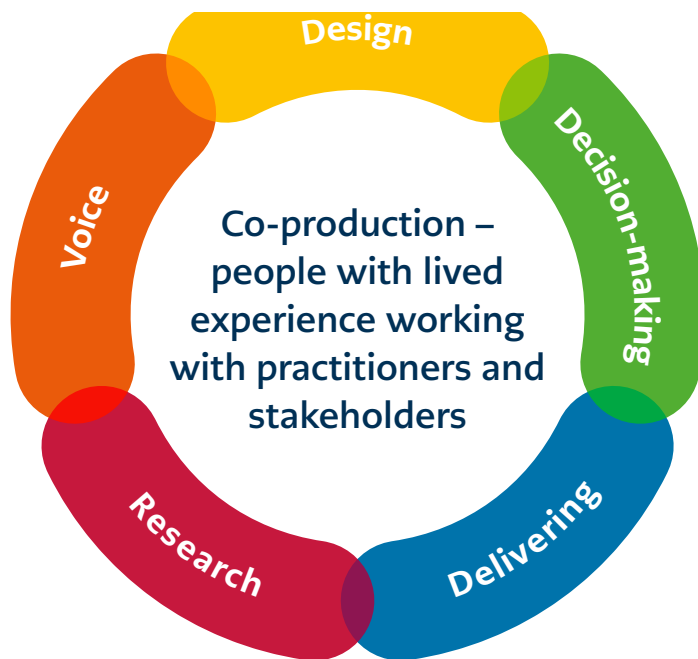 Design
Decision-making
Voice
Co-production –
people with lived
experience working
with practitioners and
stakeholders
Research
Delivering